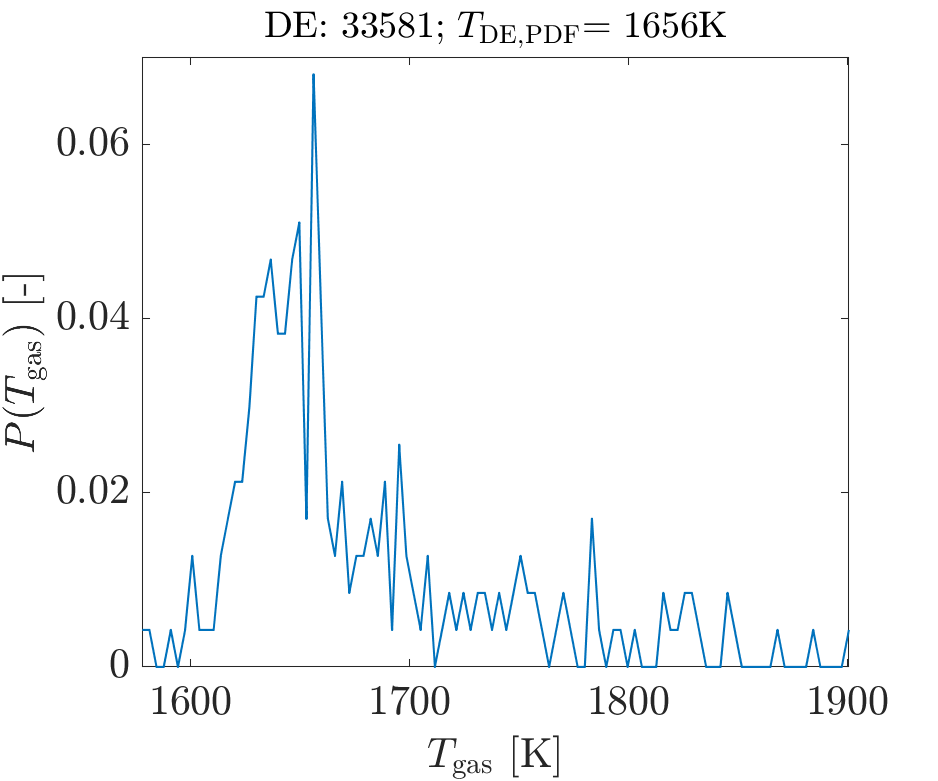 DE: 33581; T_DE,PDF= 1656K
0.06
0.04
0.02
0
P(T_gas) [-]
1600 1700 1800 1900
T_gas [K]